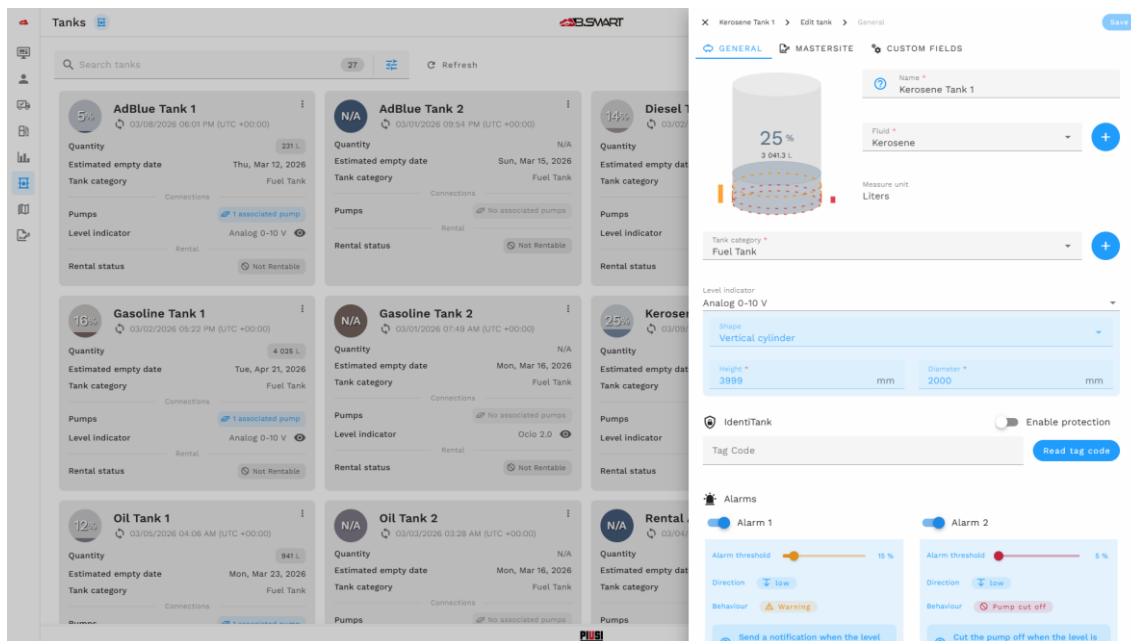 Tanks
B.SMART
Search tanks
27
Refresh
5%
AdBlue Tank 1
03/08/2026 06:01 PM (UTC +00:00)
Quantity
231 L
Estimated empty date
Thu, Mar 12, 2026
Tank category
Fuel Tank
Connections
Pumps
1 associated pump
Level indicator
Analog 0-10 V
Rental
Rental status
Not Rentable
N/A
AdBlue Tank 2
03/01/2026 09:54 PM (UTC +00:00)
Quantity
N/A
Estimated empty date
Sun, Mar 15, 2026
Tank category
Fuel Tank
Connections
Pumps
No associated pumps
Rental
Rental status
Not Rentable
14%
Diesel T
03/02/
Quantity
Estimated empty dat
Tank category
Pumps
Level indicator
Rental status
16%
Gasoline Tank 1
03/02/2026 05:22 PM (UTC +00:00)
Quantity
4 035 L
Estimated empty date
Tue, Apr 21, 2026
Tank category
Fuel Tank
Connections
Pumps
1 associated pump
Level indicator
Analog 0-10 V
Rental
Rental status
Not Rentable
N/A
Gasoline Tank 2
03/01/2026 07:49 AM (UTC +00:00)
Quantity
N/A
Estimated empty date
Mon, Mar 16, 2026
Tank category
Fuel Tank
Connections
Pumps
No associated pumps
Level indicator
Ocio 2.0
Rental
Rental status
Not Rentable
25%
Keroser
03/09/
Quantity
Estimated empty dat
Tank category
Pumps
Level indicator
Rental status
12%
Oil Tank 1
03/05/2026 04:06 AM (UTC +00:00)
Quantity
941 L
Estimated empty date
Mon, Mar 23, 2026
Tank category
Fuel Tank
Connections
Pumps
1 associated pump
N/A
Oil Tank 2
03/03/2026 03:28 AM (UTC +00:00)
Quantity
N/A
Estimated empty date
Mon, Mar 16, 2026
Tank category
Fuel Tank
Connections
Pumps
No associated pumps
N/A
Rental
03/04/
Quantity
Estimated empty dat
Tank category
Pumps
PIUSI
Kerosene Tank 1 > Edit tank > General
Save
GENERAL
MASTERSITE
CUSTOM FIELDS
25 %
3 041.3 L
Name *
Kerosene Tank 1
Fluid *
Kerosene
Measure unit
Liters
Tank category *
Fuel Tank
Level indicator
Analog 0-10 V
Shape
Vertical cylinder
Height *
3999 mm
Diameter *
2000 mm
IdentiTank
Enable protection
Tag Code
Read tag code
Alarms
Alarm 1
Alarm threshold
15 %
Direction
low
Behaviour
Warning
Send a notification when the level
Alarm 2
Alarm threshold
5 %
Direction
low
Behaviour
Pump cut off
Cut the pump off when the level is